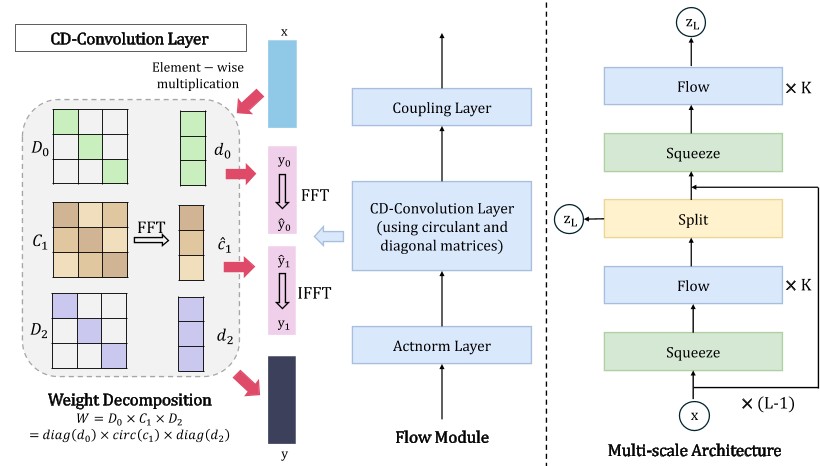 CD-Convolution Layer
x
Element − wise
multiplication
D₀
d₀
y₀
FFT
ŷ₀
C₁
FFT
ĉ₁
ŷ₁
IFFT
y₁
D₂
d₂
Weight Decomposition
W = D₀ × C₁ × D₂
= diag(d₀) × circ(c₁) × diag(d₂)
y
Coupling Layer
CD-Convolution Layer
(using circulant and
diagonal matrices)
Actnorm Layer
Flow Module
z_L
Flow
× K
Squeeze
z_L
Split
Flow
× K
Squeeze
x
× (L-1)
Multi-scale Architecture